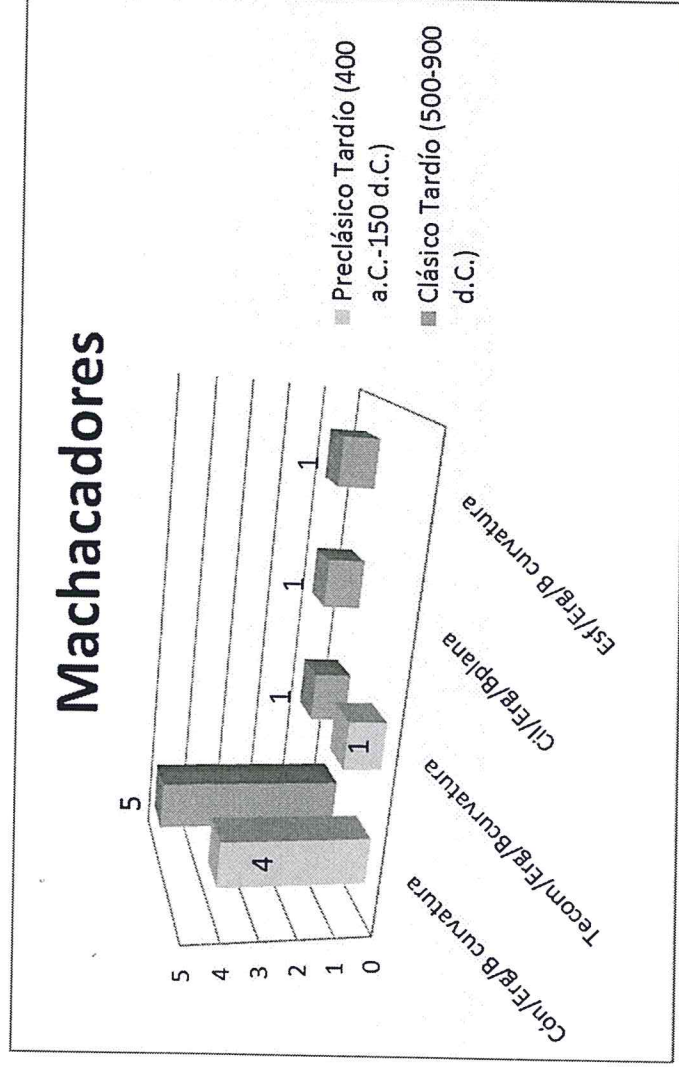 Machacadores
5
4
3
2
1
0
4
5
1
1
1
1
Cón/Erg/B curvatura
Tecom/Erg/Bcurvatura
Cil/Erg/Bplana
Esf/Erg/B curvatura
Preclásico Tardío (400
a.C.-150 d.C.)
Clásico Tardío (500-900
d.C.)